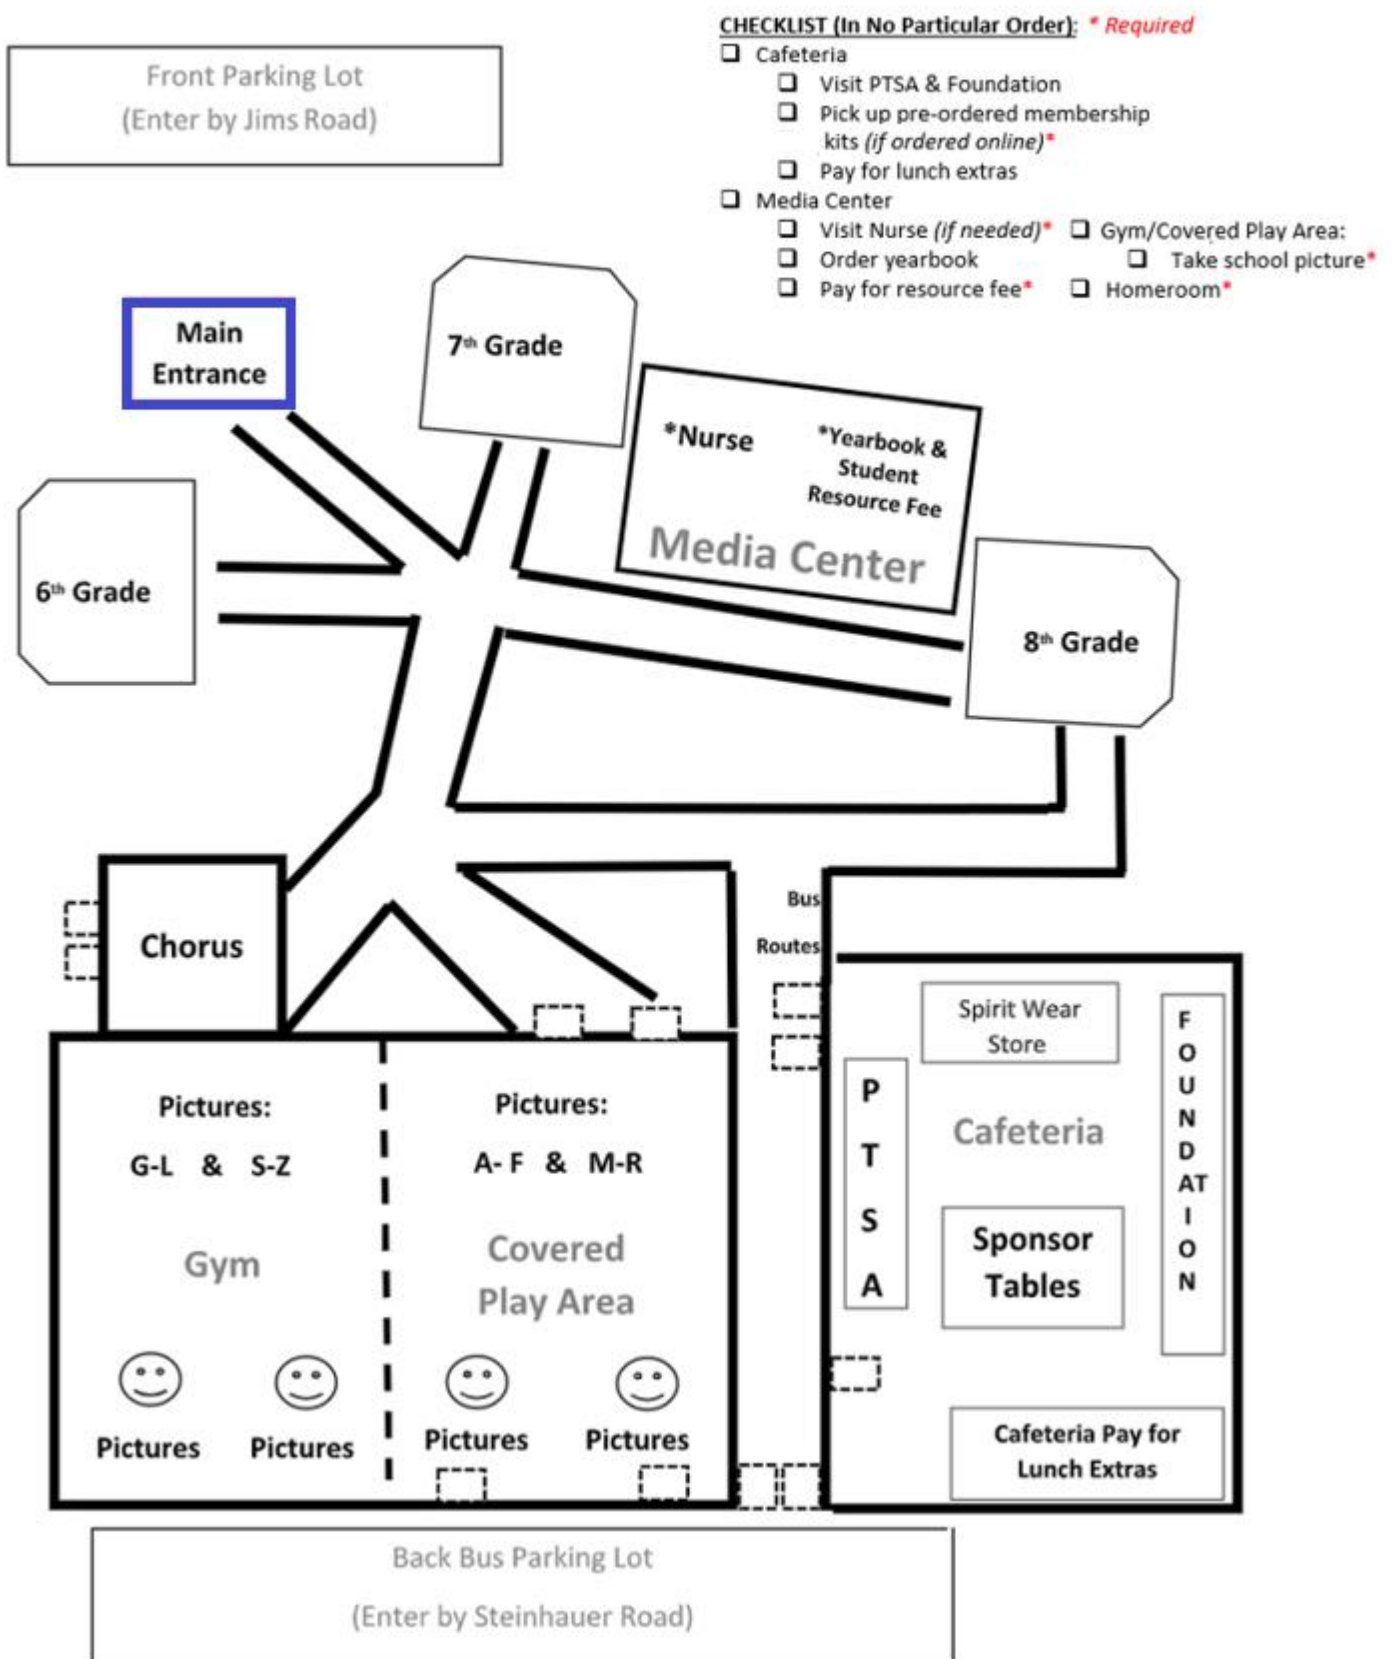 CHECKLIST (In No Particular Order): * Required
❑ Cafeteria
❑ Visit PTSA & Foundation
❑ Pick up pre-ordered membership
kits (if ordered online)*
❑ Pay for lunch extras
❑ Media Center
❑ Visit Nurse (if needed)*
❑ Order yearbook
❑ Pay for resource fee*
❑ Gym/Covered Play Area:
❑ Take school picture*
❑ Homeroom*
Front Parking Lot
(Enter by Jims Road)
Main
Entrance
7th Grade
*Nurse
*Yearbook &
Student
Resource Fee
Media Center
6th Grade
8th Grade
Chorus
Bus
Routes
Spirit Wear
Store
PTSA
FOUNDATION
Cafeteria
Sponsor
Tables
Cafeteria Pay for
Lunch Extras
Pictures:
G-L & S-Z
Gym
Pictures
Pictures
Pictures:
A- F & M-R
Covered
Play Area
Pictures
Pictures
Back Bus Parking Lot
(Enter by Steinhauer Road)